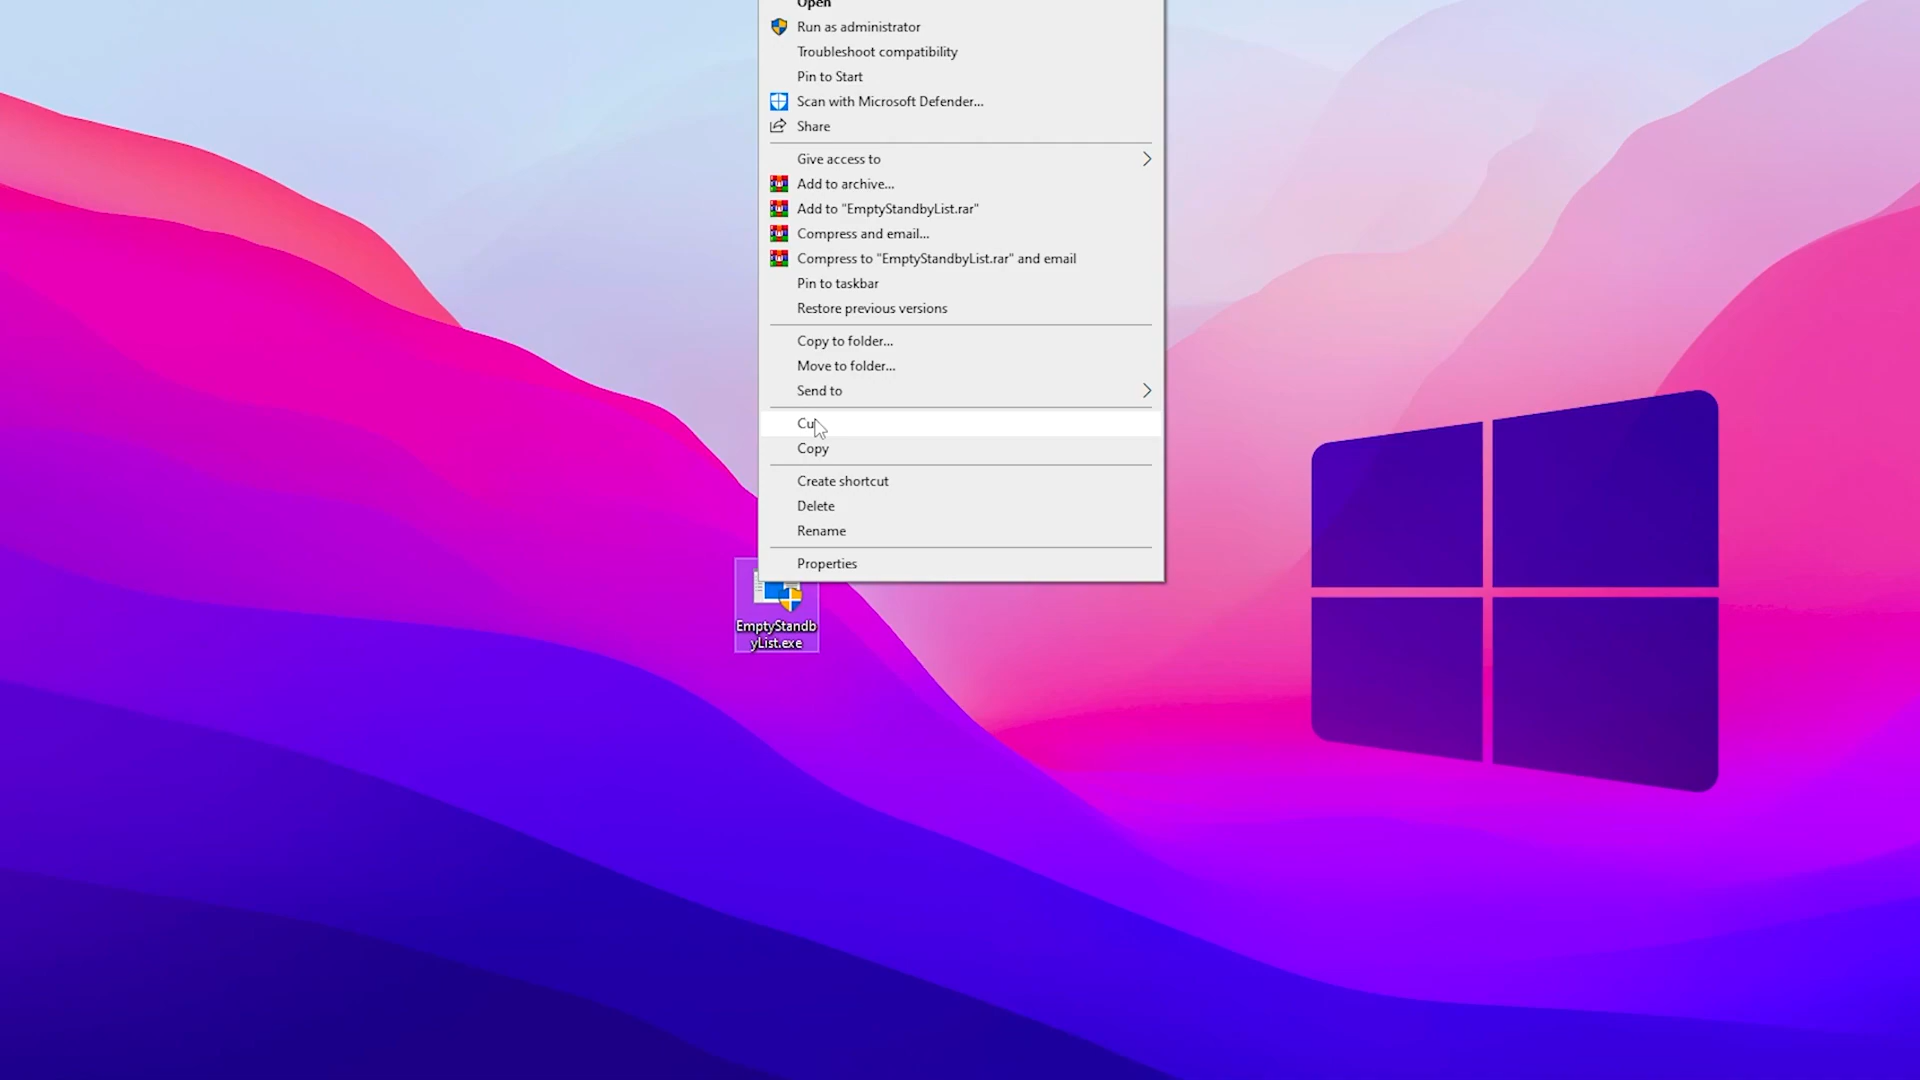 Open
Run as administrator
Troubleshoot compatibility
Pin to Start
Scan with Microsoft Defender...
Share
Give access to
Add to archive...
Add to "EmptyStandbyList.rar"
Compress and email...
Compress to "EmptyStandbyList.rar" and email
Pin to taskbar
Restore previous versions
Copy to folder...
Move to folder...
Send to
Cut
Copy
Create shortcut
Delete
Rename
Properties
EmptyStandb
yList.exe